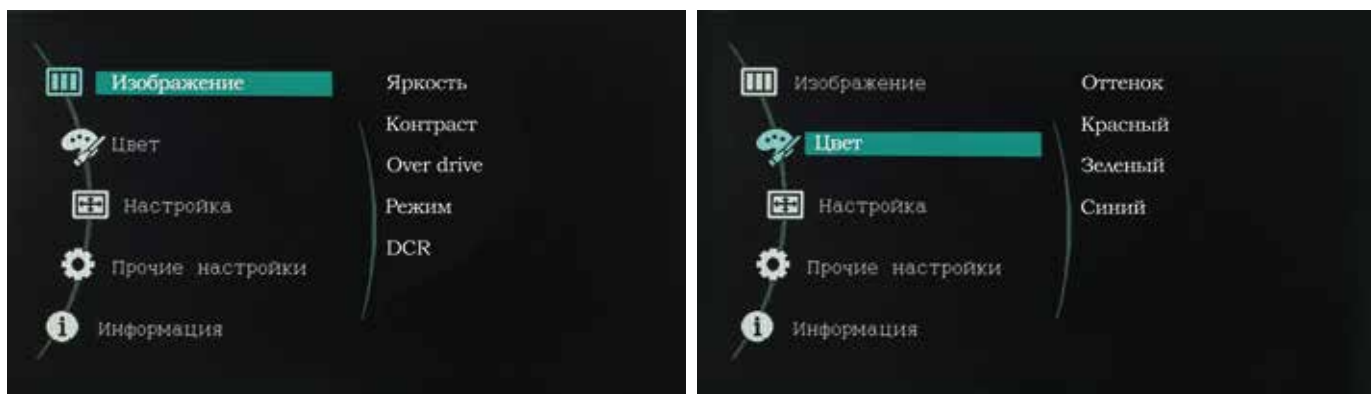 Изображение
Цвет
Настройка
Прочие настройки
Информация
Яркость
Контраст
Over drive
Режим
DCR
Изображение
Цвет
Настройка
Прочие настройки
Информация
Оттенок
Красный
Зеленый
Синий